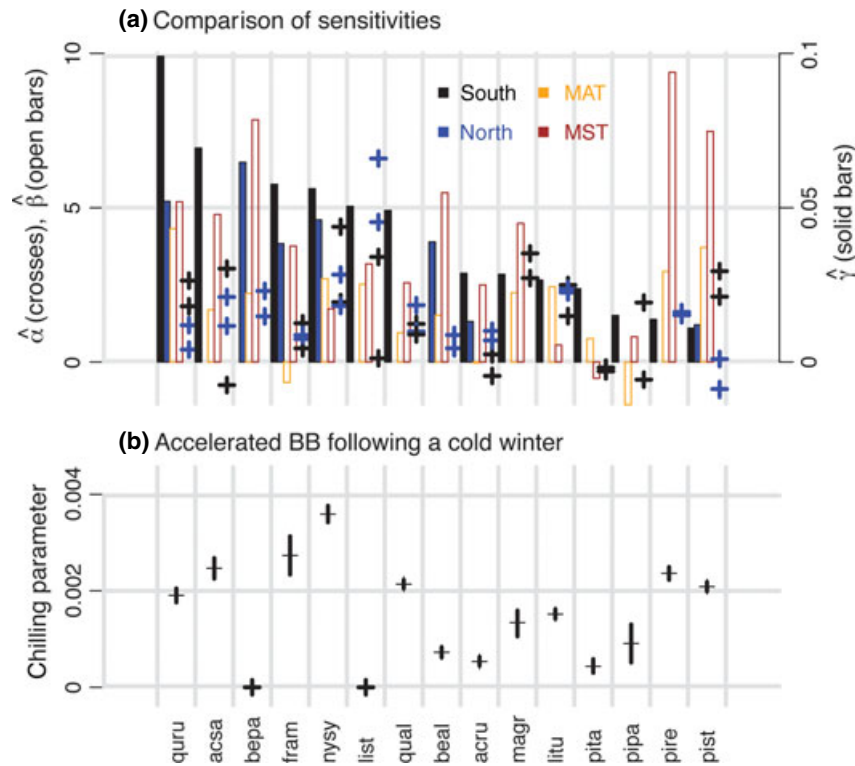 (a) Comparison of sensitivities
10
5
0
α̂ (crosses), β̂ (open bars)
South
North
MAT
MST
0.1
0.05
0
γ̂ (solid bars)
(b) Accelerated BB following a cold winter
0.004
0.002
0
Chilling parameter
quru
acsa
bepa
fram
nysy
list
qual
beal
acru
magr
litu
pita
pipa
pire
pist